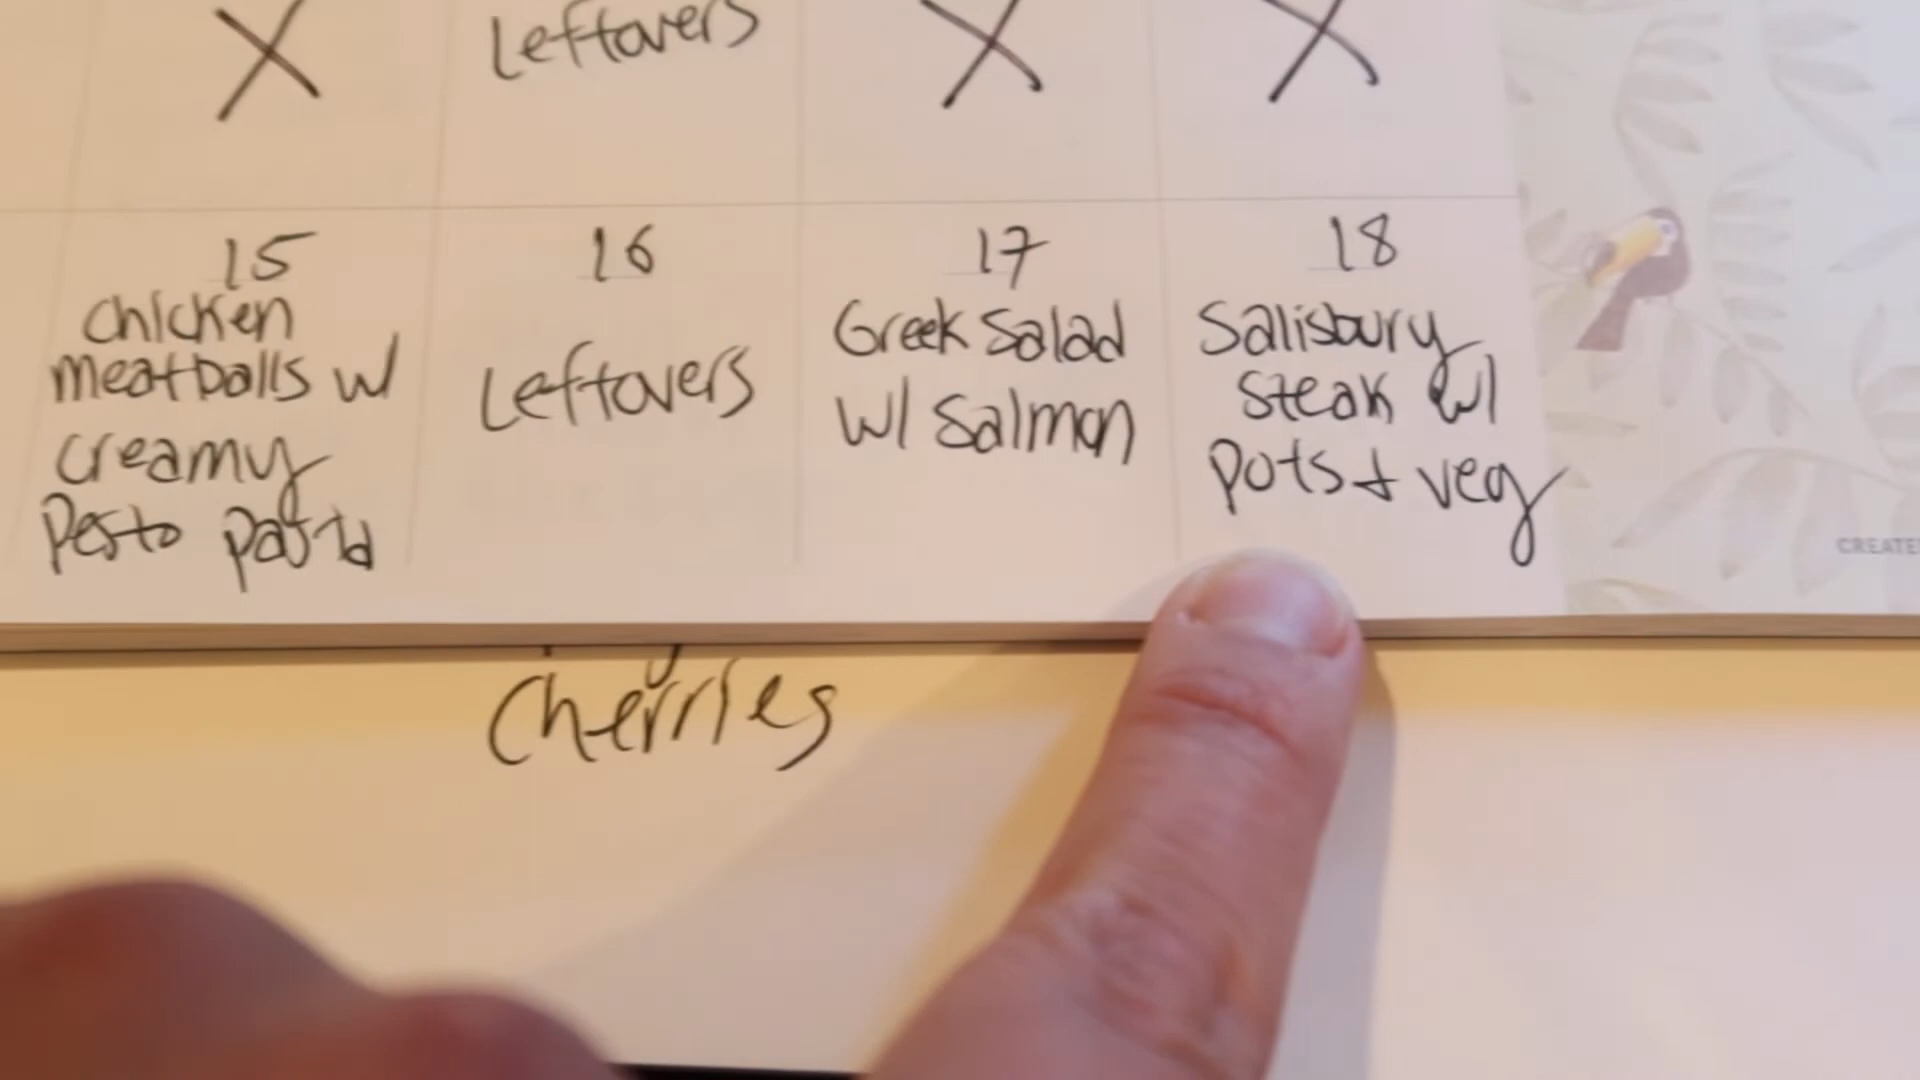 X Leftovers X X
15 16 17 18
Chicken
meatballs w/
creamy
Pesto pasta
Leftovers
Greek Salad
w/ Salmon
Salisbury
steak w/
pots + veg
CREATE
Cherries